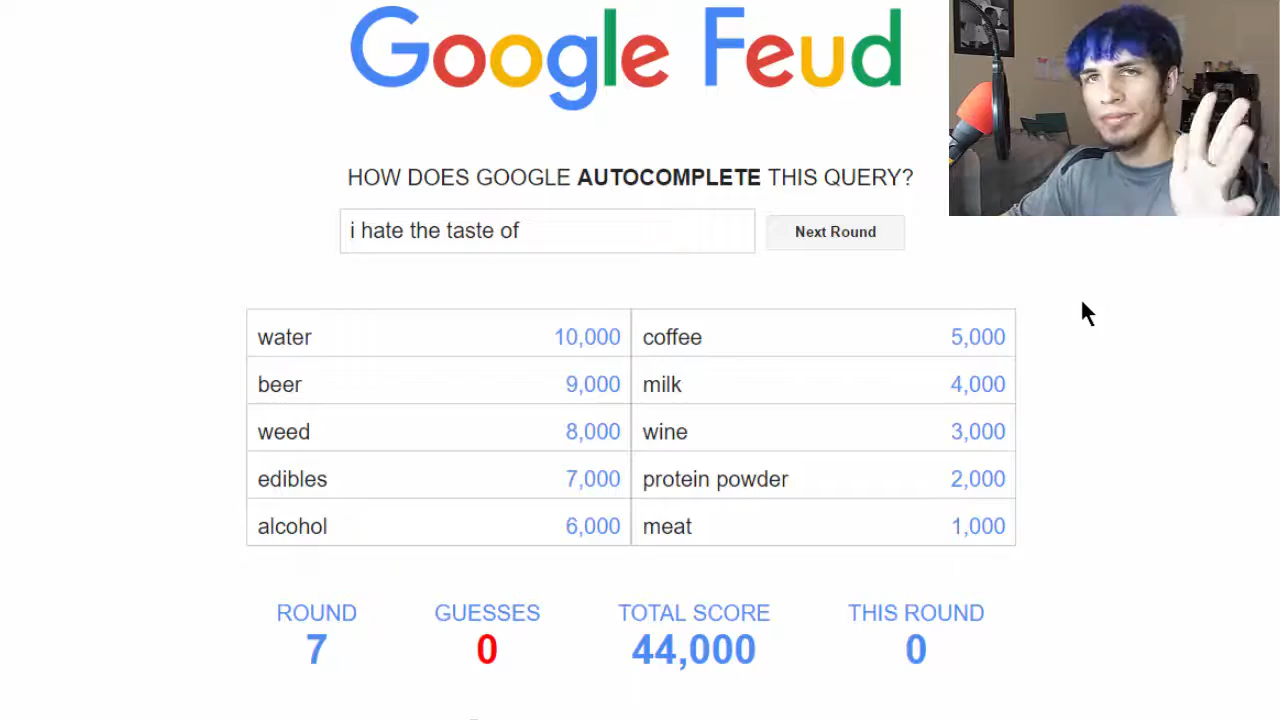 Google Feud
HOW DOES GOOGLE AUTOCOMPLETE THIS QUERY?
i hate the taste of
Next Round
water 10,000 coffee 5,000
beer 9,000 milk 4,000
weed 8,000 wine 3,000
edibles 7,000 protein powder 2,000
alcohol 6,000 meat 1,000
ROUND GUESSES TOTAL SCORE THIS ROUND
7 0 44,000 0